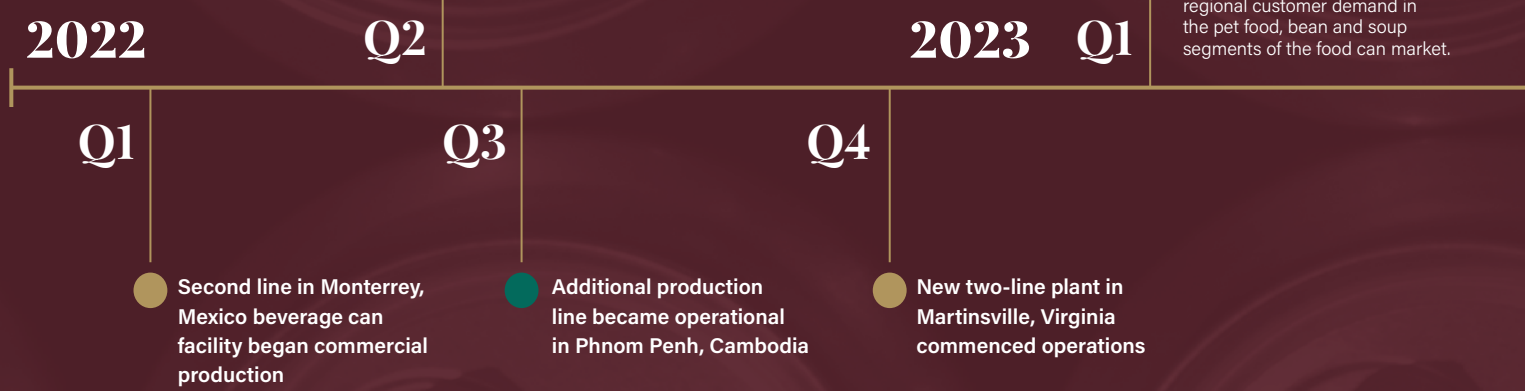 regional customer demand in
the pet food, bean and soup
segments of the food can market.
2022
Q2
2023
Q1
Q1
Q3
Q4
Second line in Monterrey,
Mexico beverage can
facility began commercial
production
Additional production
line became operational
in Phnom Penh, Cambodia
New two-line plant in
Martinsville, Virginia
commenced operations